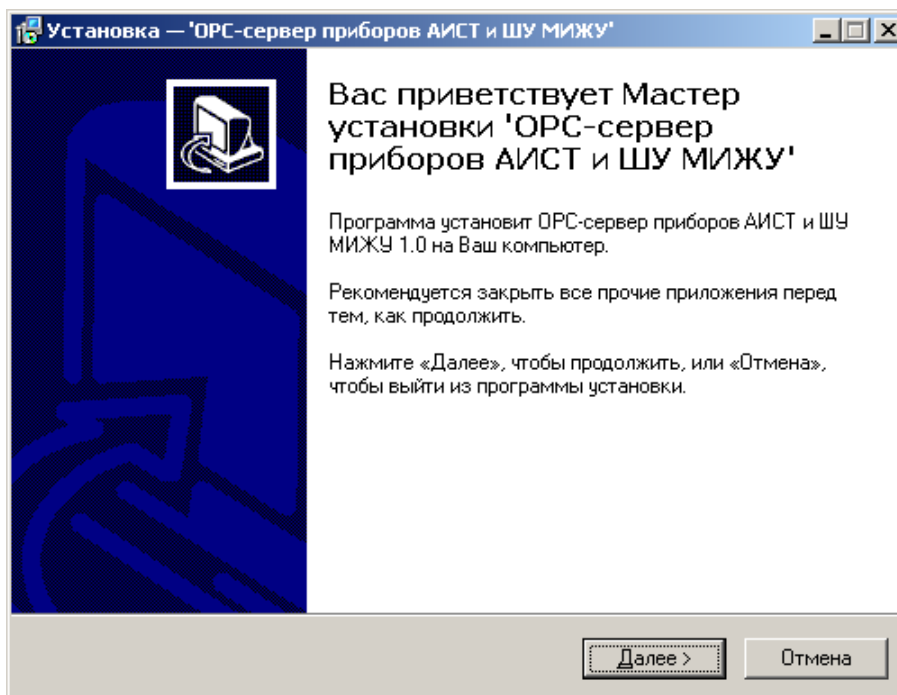 Установка — 'OPC-сервер приборов АИСТ и ШУ МИЖУ'
Вас приветствует Мастер
установки 'OPC-сервер
приборов АИСТ и ШУ МИЖУ'
Программа установит OPC-сервер приборов АИСТ и ШУ
МИЖУ 1.0 на Ваш компьютер.
Рекомендуется закрыть все прочие приложения перед
тем, как продолжить.
Нажмите «Далее», чтобы продолжить, или «Отмена»,
чтобы выйти из программы установки.
Далее >
Отмена